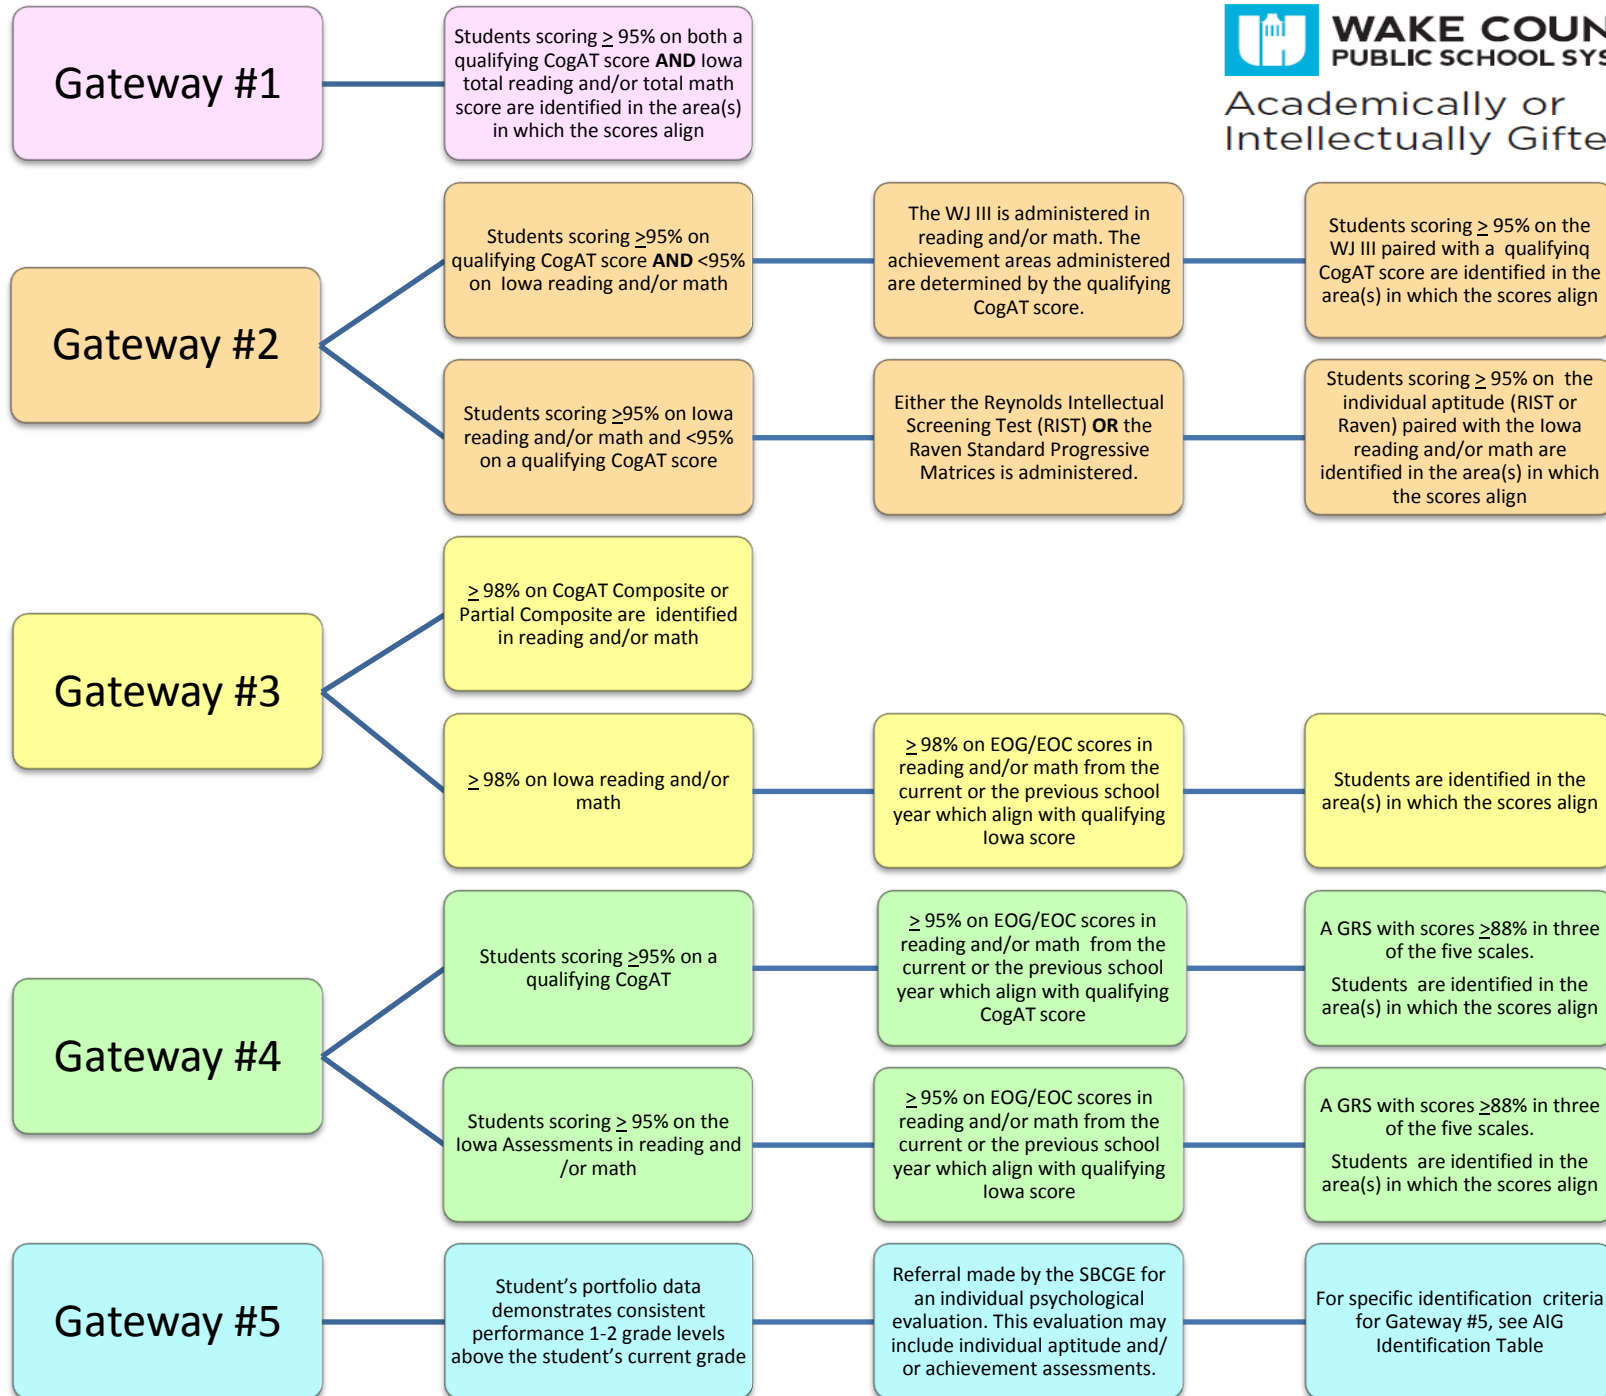 WAKE COUN
PUBLIC SCHOOL SYS
Academically or
Intellectually Gifte
Gateway #1
Students scoring > 95% on both a
qualifying CogAT score AND Iowa
total reading and/or total math
score are identified in the area(s)
in which the scores align
Gateway #2
Students scoring >95% on
qualifying CogAT score AND <95%
on Iowa reading and/or math
The WJ III is administered in
reading and/or math. The
achievement areas administered
are determined by the qualifying
CogAT score.
Students scoring > 95% on the
WJ III paired with a qualifying
CogAT score are identified in the
area(s) in which the scores align
Students scoring >95% on Iowa
reading and/or math and <95%
on a qualifying CogAT score
Either the Reynolds Intellectual
Screening Test (RIST) OR the
Raven Standard Progressive
Matrices is administered.
Students scoring > 95% on the
individual aptitude (RIST or
Raven) paired with the Iowa
reading and/or math are
identified in the area(s) in which
the scores align
Gateway #3
> 98% on CogAT Composite or
Partial Composite are identified
in reading and/or math
> 98% on Iowa reading and/or
math
> 98% on EOG/EOC scores in
reading and/or math from the
current or the previous school
year which align with qualifying
Iowa score
Students are identified in the
area(s) in which the scores align
Gateway #4
Students scoring >95% on a
qualifying CogAT
> 95% on EOG/EOC scores in
reading and/or math from the
current or the previous school
year which align with qualifying
CogAT score
A GRS with scores >88% in three
of the five scales.
Students are identified in the
area(s) in which the scores align
Students scoring > 95% on the
Iowa Assessments in reading and
/or math
> 95% on EOG/EOC scores in
reading and/or math from the
current or the previous school
year which align with qualifying
Iowa score
A GRS with scores >88% in three
of the five scales.
Students are identified in the
area(s) in which the scores align
Gateway #5
Student's portfolio data
demonstrates consistent
performance 1-2 grade levels
above the student's current grade
Referral made by the SBCGE for
an individual psychological
evaluation. This evaluation may
include individual aptitude and/
or achievement assessments.
For specific identification criteria
for Gateway #5, see AIG
Identification Table